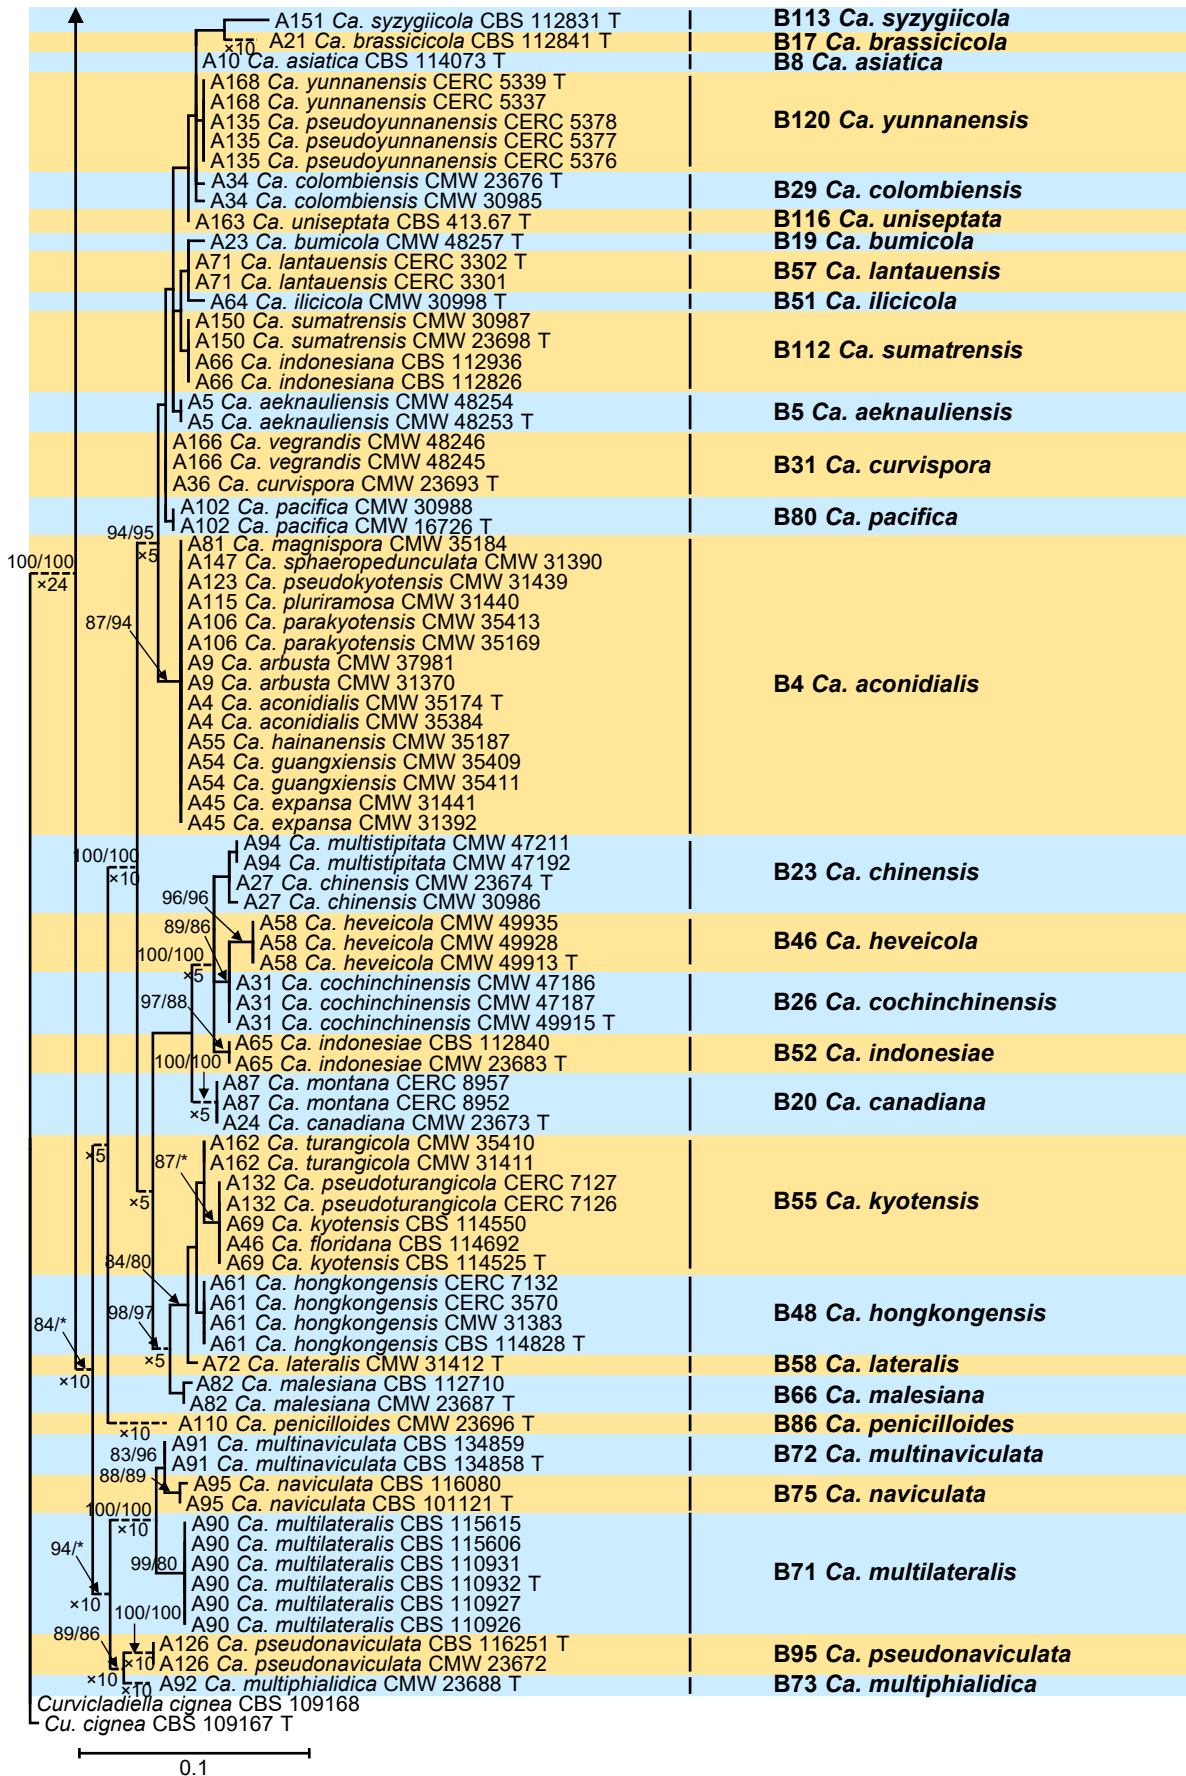 A151 Ca. syzygiicola CBS 112831 T B113 Ca. syzygiicola
×10 A21 Ca. brassicicola CBS 112841 T B17 Ca. brassicicola
A10 Ca. asiatica CBS 114073 T B8 Ca. asiatica
A168 Ca. yunnanensis CERC 5339 T
A168 Ca. yunnanensis CERC 5337
A135 Ca. pseudoyunnanensis CERC 5378 B120 Ca. yunnanensis
A135 Ca. pseudoyunnanensis CERC 5377
A135 Ca. pseudoyunnanensis CERC 5376
A34 Ca. colombiensis CMW 23676 T B29 Ca. colombiensis
A34 Ca. colombiensis CMW 30985
A163 Ca. uniseptata CBS 413.67 T B116 Ca. uniseptata
A23 Ca. bumicola CMW 48257 T B19 Ca. bumicola
A71 Ca. lantauensis CERC 3302 T B57 Ca. lantauensis
A71 Ca. lantauensis CERC 3301
A64 Ca. ilicicola CMW 30998 T B51 Ca. ilicicola
A150 Ca. sumatrensis CMW 30987
A150 Ca. sumatrensis CMW 23698 T B112 Ca. sumatrensis
A66 Ca. indonesiana CBS 112936
A66 Ca. indonesiana CBS 112826
A5 Ca. aeknauliensis CMW 48254 B5 Ca. aeknauliensis
A5 Ca. aeknauliensis CMW 48253 T
A166 Ca. vegrandis CMW 48246
A166 Ca. vegrandis CMW 48245 B31 Ca. curvispora
A36 Ca. curvispora CMW 23693 T
A102 Ca. pacifica CMW 30988 B80 Ca. pacifica
A102 Ca. pacifica CMW 16726 T
94/95
×5 A81 Ca. magnispora CMW 35184
100/100 A147 Ca. sphaeropedunculata CMW 31390
×24 A123 Ca. pseudokyotensis CMW 31439
A115 Ca. pluriramosa CMW 31440
87/94 A106 Ca. parakyotensis CMW 35413
A106 Ca. parakyotensis CMW 35169
A9 Ca. arbusta CMW 37981
A9 Ca. arbusta CMW 31370 B4 Ca. aconidialis
A4 Ca. aconidialis CMW 35174 T
A4 Ca. aconidialis CMW 35384
A55 Ca. hainanensis CMW 35187
A54 Ca. guangxiensis CMW 35409
A54 Ca. guangxiensis CMW 35411
A45 Ca. expansa CMW 31441
A45 Ca. expansa CMW 31392
A94 Ca. multistipitata CMW 47211
100/100 A94 Ca. multistipitata CMW 47192 B23 Ca. chinensis
×10 A27 Ca. chinensis CMW 23674 T
96/96 A27 Ca. chinensis CMW 30986
89/86 A58 Ca. heveicola CMW 49935
A58 Ca. heveicola CMW 49928 B46 Ca. heveicola
100/100 A58 Ca. heveicola CMW 49913 T
×5 A31 Ca. cochinchinensis CMW 47186
97/88 A31 Ca. cochinchinensis CMW 47187 B26 Ca. cochinchinensis
A31 Ca. cochinchinensis CMW 49915 T
A65 Ca. indonesiae CBS 112840 B52 Ca. indonesiae
100/100 A65 Ca. indonesiae CMW 23683 T
A87 Ca. montana CERC 8957
A87 Ca. montana CERC 8952 B20 Ca. canadiana
×5 A24 Ca. canadiana CMW 23673 T
A162 Ca. turangicola CMW 35410
×5 87/* A162 Ca. turangicola CMW 31411
A132 Ca. pseudoturangicola CERC 7127
×5 A132 Ca. pseudoturangicola CERC 7126 B55 Ca. kyotensis
A69 Ca. kyotensis CBS 114550
A46 Ca. floridana CBS 114692
84/80 A69 Ca. kyotensis CBS 114525 T
A61 Ca. hongkongensis CERC 7132
98/97 A61 Ca. hongkongensis CERC 3570 B48 Ca. hongkongensis
84/* A61 Ca. hongkongensis CMW 31383
A61 Ca. hongkongensis CBS 114828 T
×5 A72 Ca. lateralis CMW 31412 T B58 Ca. lateralis
×10 A82 Ca. malesiana CBS 112710 B66 Ca. malesiana
A82 Ca. malesiana CMW 23687 T
×10 A110 Ca. penicilloides CMW 23696 T B86 Ca. penicilloides
83/96 A91 Ca. multinaviculata CBS 134859 B72 Ca. multinaviculata
A91 Ca. multinaviculata CBS 134858 T
88/89 A95 Ca. naviculata CBS 116080 B75 Ca. naviculata
100/100 A95 Ca. naviculata CBS 101121 T
×10 A90 Ca. multilateralis CBS 115615
94/* A90 Ca. multilateralis CBS 115606
99/80 A90 Ca. multilateralis CBS 110931 B71 Ca. multilateralis
A90 Ca. multilateralis CBS 110932 T
×10 100/100 A90 Ca. multilateralis CBS 110927
A90 Ca. multilateralis CBS 110926
89/86 A126 Ca. pseudonaviculata CBS 116251 T B95 Ca. pseudonaviculata
×10 ×10 A126 Ca. pseudonaviculata CMW 23672
×10 A92 Ca. multiphialidica CMW 23688 T B73 Ca. multiphialidica
Curvicladiella cignea CBS 109168
Cu. cignea CBS 109167 T
0.1